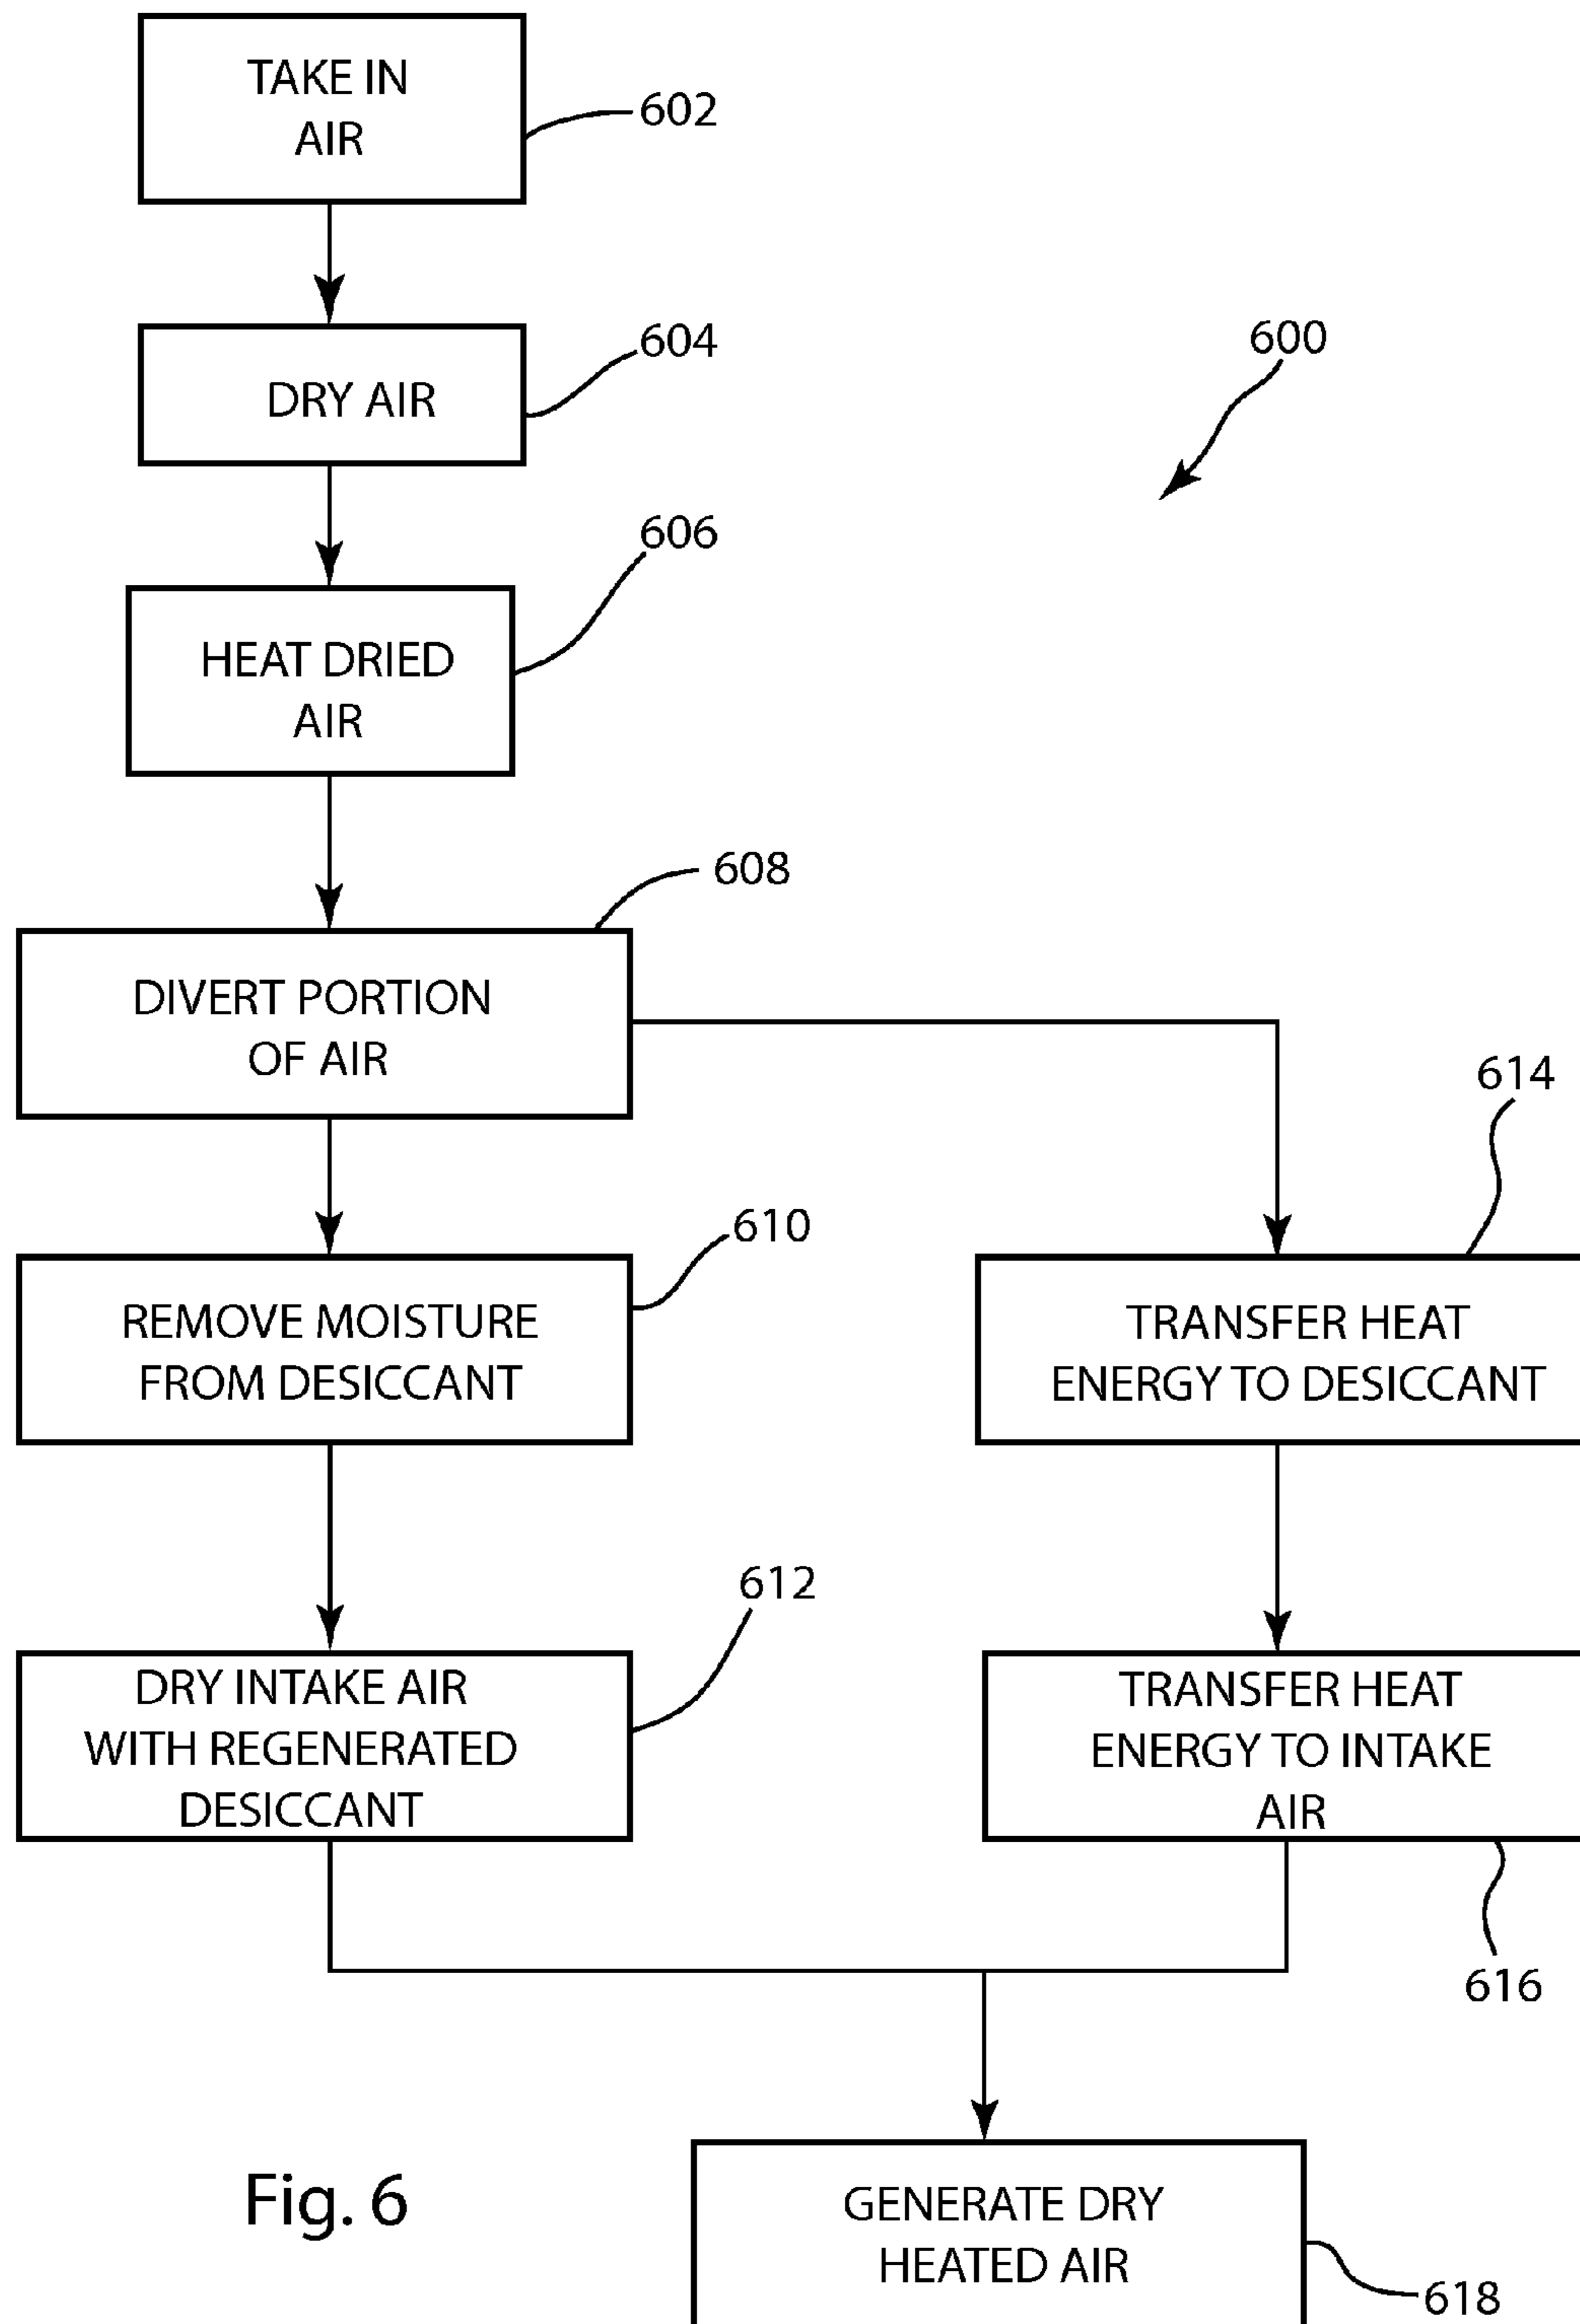 TAKE IN
AIR
602
DRY AIR
604
600
HEAT DRIED
AIR
606
608
DIVERT PORTION
OF AIR
614
610
REMOVE MOISTURE
FROM DESICCANT
TRANSFER HEAT
ENERGY TO DESICCANT
612
DRY INTAKE AIR
WITH REGENERATED
DESICCANT
TRANSFER HEAT
ENERGY TO INTAKE
AIR
616
Fig. 6
GENERATE DRY
HEATED AIR
618